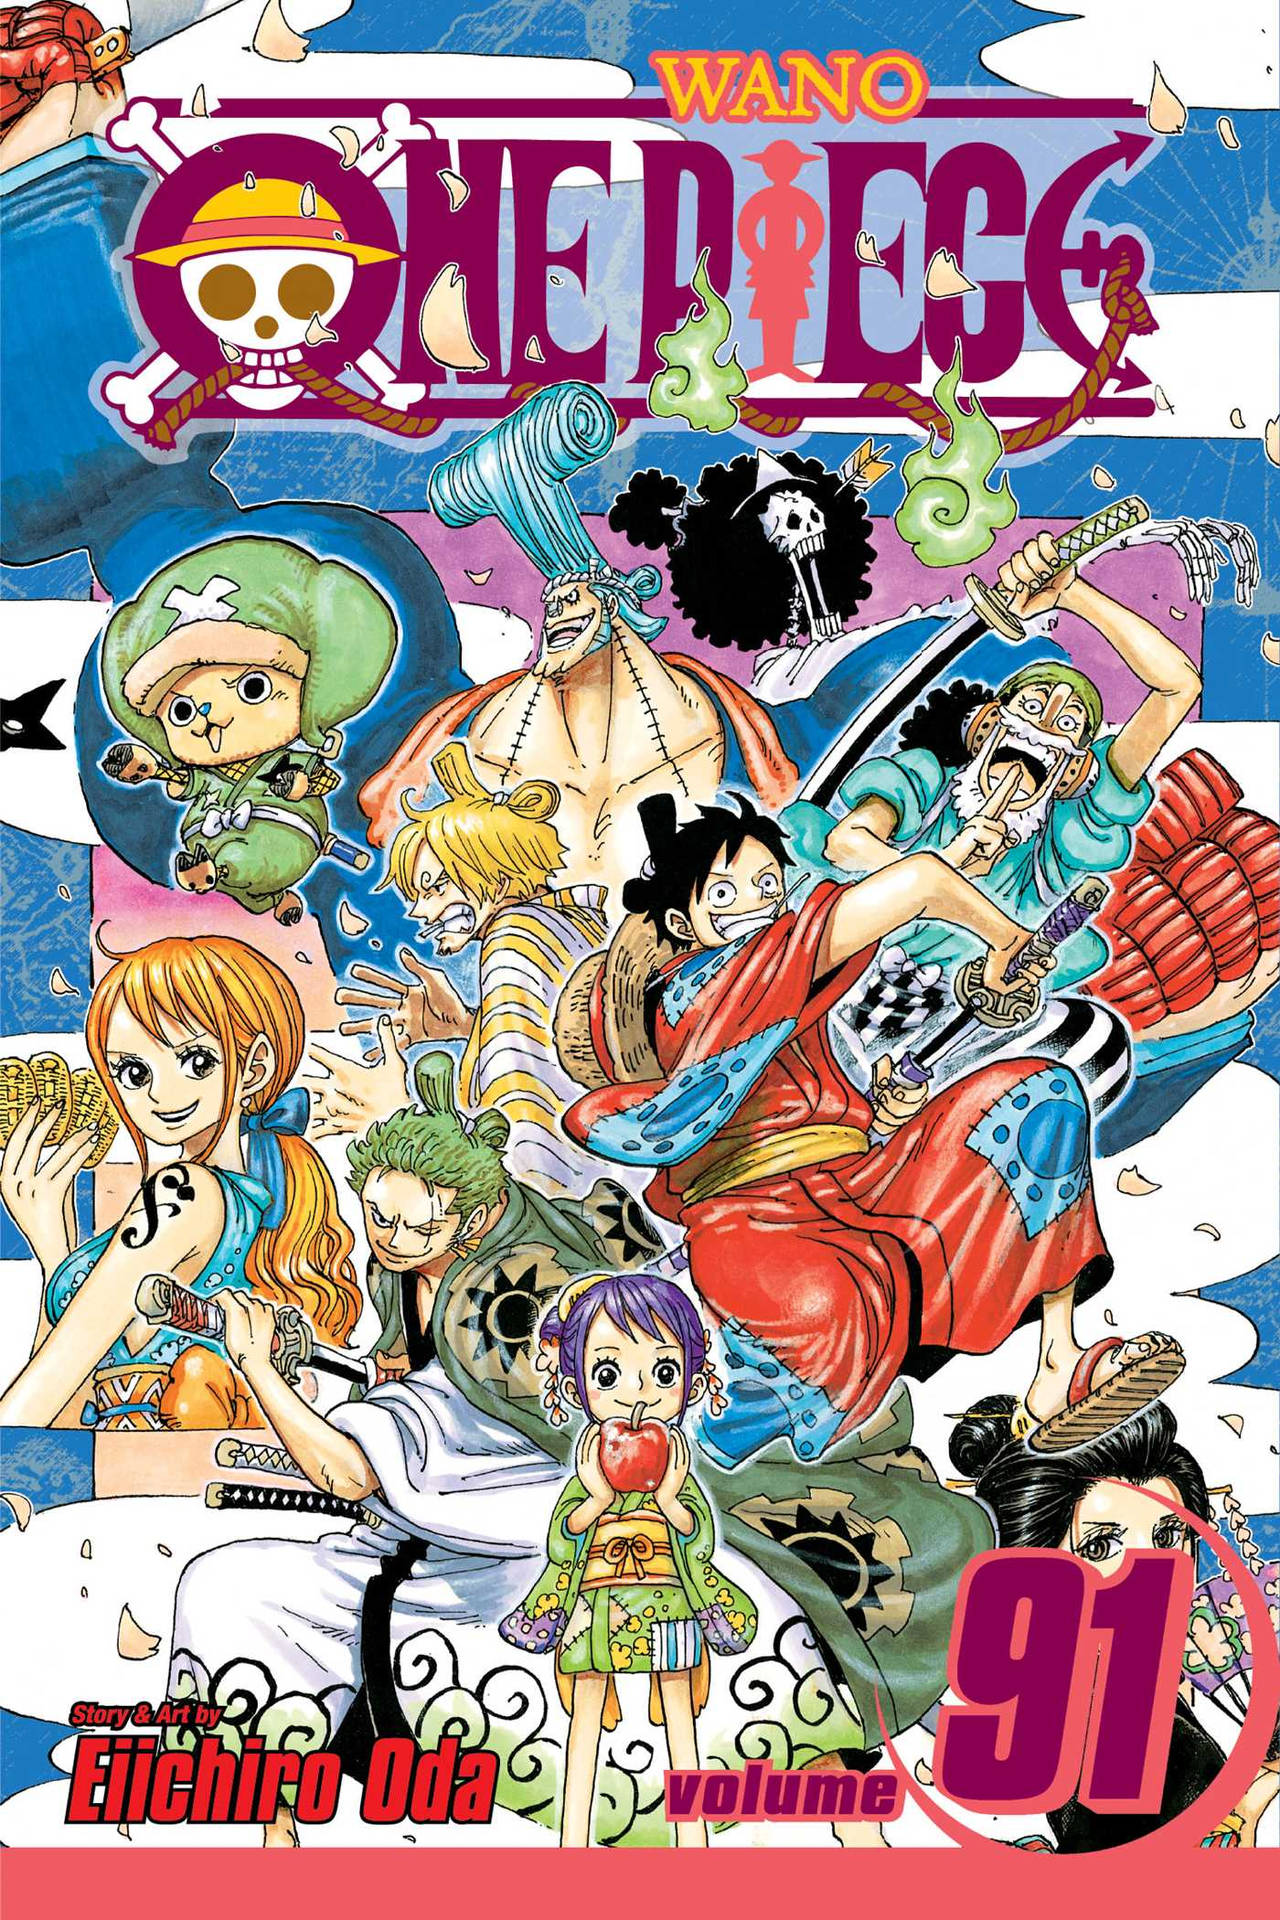 WANO
ONE PIECE
Story & Art by
Eiichiro Oda
volume
91